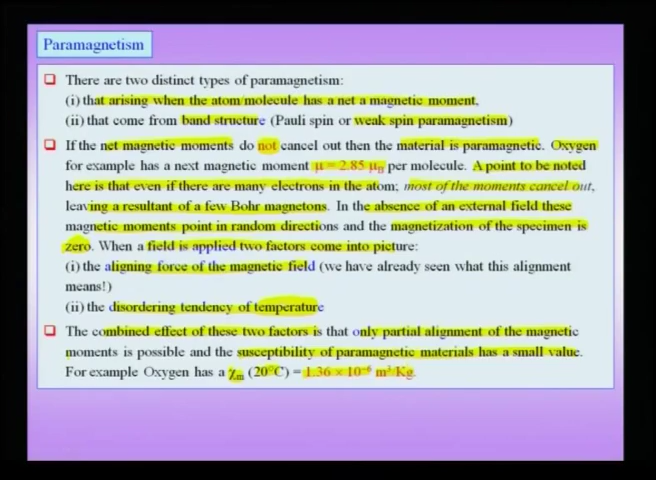 Paramagnetism
❑ There are two distinct types of paramagnetism:
(i) that arising when the atom/molecule has a net a magnetic moment,
(ii) that come from band structure (Pauli spin or weak spin paramagnetism)
❑ If the net magnetic moments do not cancel out then the material is paramagnetic. Oxygen
for example has a next magnetic moment μ = 2.85 μB per molecule. A point to be noted
here is that even if there are many electrons in the atom; most of the moments cancel out,
leaving a resultant of a few Bohr magnetons. In the absence of an external field these
magnetic moments point in random directions and the magnetization of the specimen is
zero. When a field is applied two factors come into picture:
(i) the aligning force of the magnetic field (we have already seen what this alignment
means!)
(ii) the disordering tendency of temperature
❑ The combined effect of these two factors is that only partial alignment of the magnetic
moments is possible and the susceptibility of paramagnetic materials has a small value.
For example Oxygen has a χm (20°C) = 1.36 × 10⁻⁶ m³/Kg.